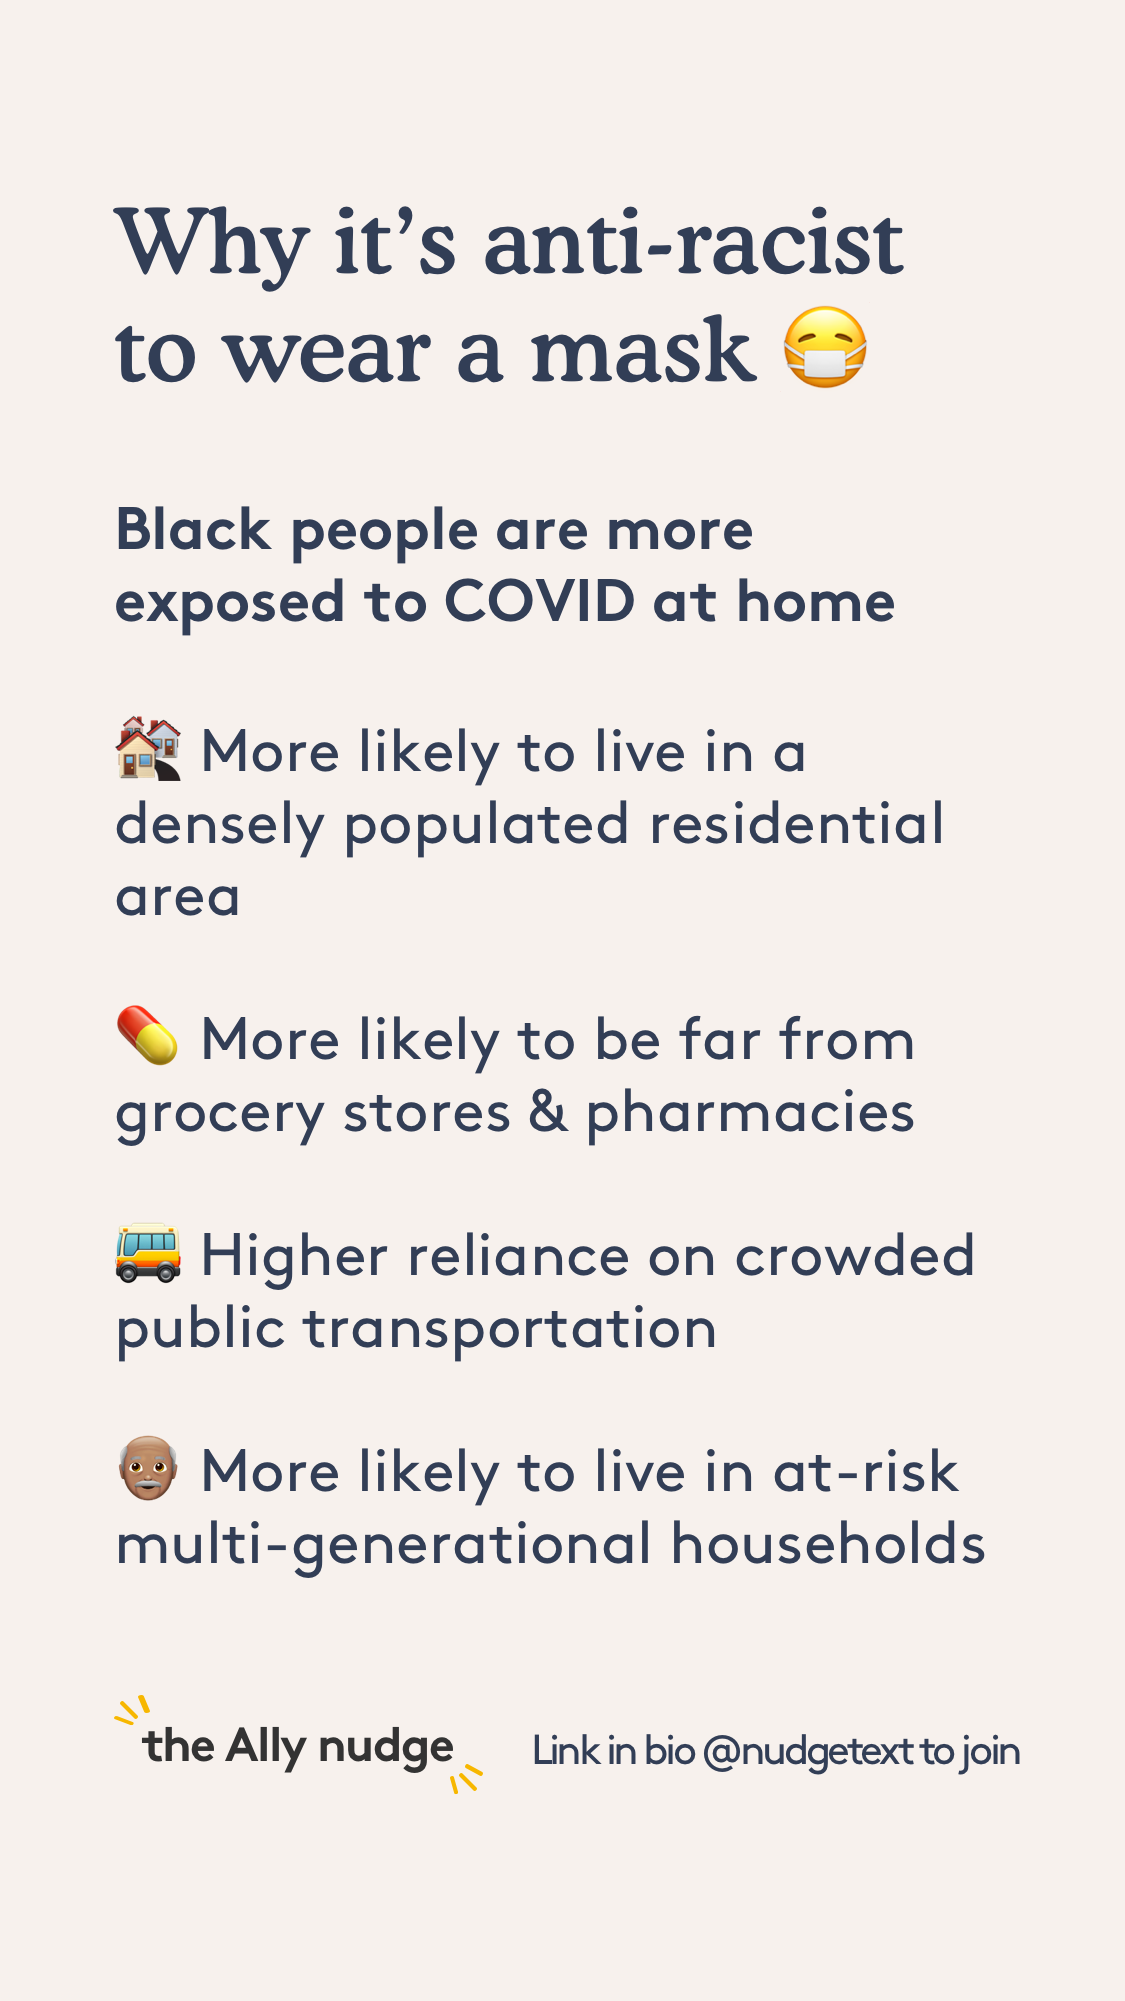 Why it’s anti-racist
to wear a mask 😷
Black people are more
exposed to COVID at home
🏘️ More likely to live in a
densely populated residential
area
💊 More likely to be far from
grocery stores & pharmacies
🚌 Higher reliance on crowded
public transportation
👴🏽 More likely to live in at-risk
multi-generational households
the Ally nudge
Link in bio @nudgetext to join